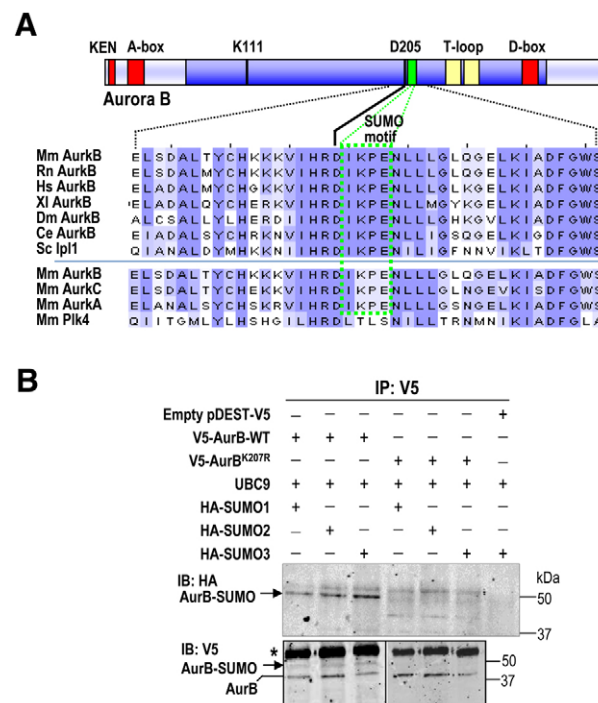 A
KEN A-box K111 D205 T-loop D-box
Aurora B
SUMO
motif
Mm AurkB ELSDALTYCHKKKVIHRDIKPENLLLGLQGELKIADFGWS
Rn AurkB ELSDALMYCHKKKVIHRDIKPENLLLGLQGELKIADFGWS
Hs AurkB ELADALMYCHGKKVIHRDIKPENLLLGLKGELKIADFGWS
Xl AurkB ELADALQYCHERKVIHRDIKPENLLMGYKGELKIADFGWS
Dm AurkB ALCSALLYLHERDIIHRDIKPENLLLGHKGVLKIADFGWS
Ce AurkB EIADALSYCHRKNVIHRDIKPENLLIGSQGELKIGDFGWS
Sc Ipl1 QIANALDYMHKKNIIHRDIKPENILIGFNNVIKLTDFGWS
Mm AurkB ELSDALTYCHKKKVIHRDIKPENLLLGLQGELKIADFGWS
Mm AurkC ELADALTYCHEKKVIHRDIKPENLLLGLNGEVKISDFGWS
Mm AurkA ELANALSYCHSKRVIHRDIKPENLLLGSNGELKIADFGWS
Mm Plk4 QIITGMLYLHSHGILHRDLTLSNILLTRNMNIKIADFGLA
B
IP: V5
Empty pDEST-V5 – – – – – – +
V5-AurB-WT + + + – – – –
V5-AurBK207R – – – + + + –
UBC9 + + + + + + +
HA-SUMO1 + – – + – – –
HA-SUMO2 – + – – + – –
HA-SUMO3 – – + – – + +
IB: HA
kDa
AurB-SUMO
50
37
IB: V5
*
50
AurB-SUMO
37
AurB